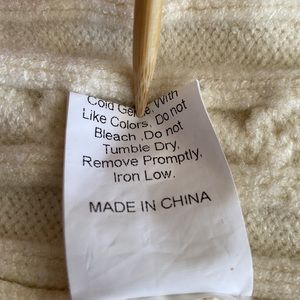 Cold Gentle, With
Like Colors, Do not
Bleach .Do not
Tumble Dry,
Remove Promptly,
Iron Low.
MADE IN CHINA